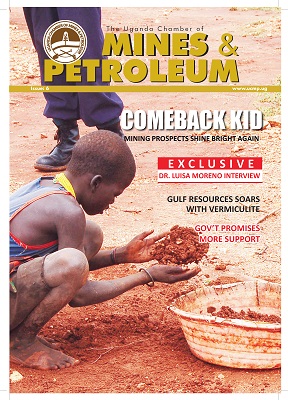 The Uganda Chamber of
MINES &
PETROLEUM
Issue 6
www.ucmp.ug
COMEBACK KID
MINING PROSPECTS SHINE BRIGHT AGAIN
EXCLUSIVE
DR. LUISA MORENO INTERVIEW
GULF RESOURCES SOARS
WITH VERMICULITE
GOV'T PROMISES
MORE SUPPORT